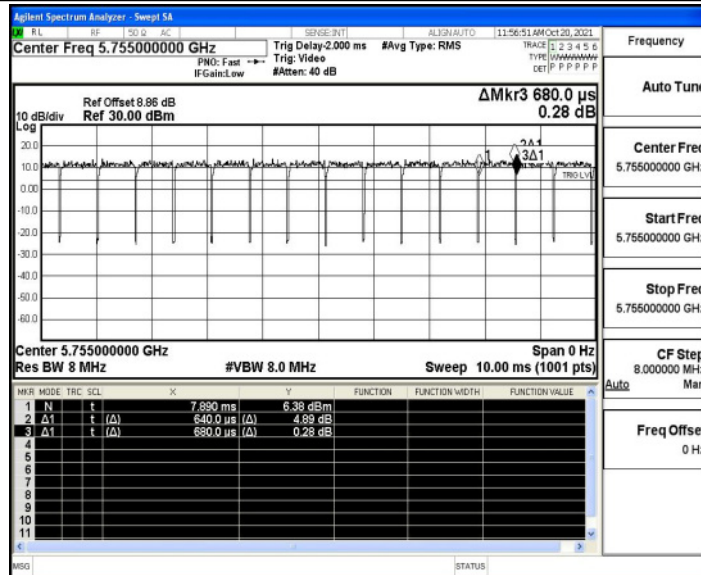 Agilent Spectrum Analyzer - Swept SA
RL RF 50 Ω AC SENSE:INT ALIGNAUTO 11:56:51 AM Oct 20, 2021
Center Freq 5.755000000 GHz
PNO: Fast
IFGain:Low
Trig Delay-2.000 ms
Trig: Video
#Atten: 40 dB
#Avg Type: RMS
TRACE 1 2 3 4 5 6
TYPE WWWWWW
DET P P P P P P
ΔMkr3 680.0 µs
0.28 dB
Ref Offset 8.86 dB
10 dB/div Ref 30.00 dBm
Log
20.0
10.0
0.00
-10.0
-20.0
-30.0
-40.0
-50.0
-60.0
1
2Δ1
3Δ1
TRIG LVL
Center 5.755000000 GHz Span 0 Hz
Res BW 8 MHz #VBW 8.0 MHz Sweep 10.00 ms (1001 pts)
MKR MODE TRC SCL X Y FUNCTION FUNCTION WIDTH FUNCTION VALUE
1 N t 7.890 ms 6.38 dBm
2 Δ1 t (Δ) 640.0 µs (Δ) 4.89 dB
3 Δ1 t (Δ) 680.0 µs (Δ) 0.28 dB
4
5
6
7
8
9
10
11
MSG STATUS
Frequency
Auto Tune
Center Freq
5.755000000 GHz
Start Freq
5.755000000 GHz
Stop Freq
5.755000000 GHz
CF Step
8.000000 MHz
Auto Man
Freq Offset
0 Hz